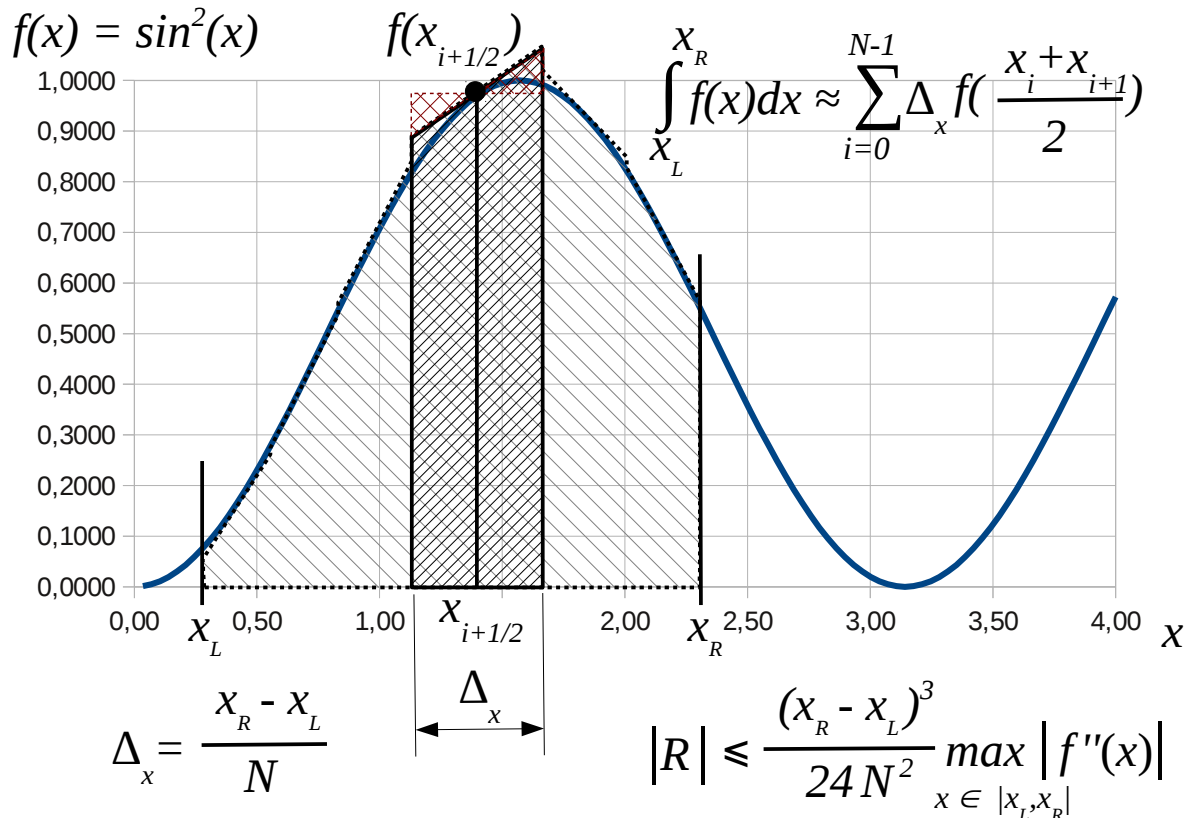 f(x) = sin²(x)
f(x_{i+1/2})
∫_{x_L}^{x_R} f(x)dx ≈ ∑_{i=0}^{N-1} Δ_x f( (x_i+x_{i+1})/2 )
1,0000
0,9000
0,8000
0,7000
0,6000
0,5000
0,4000
0,3000
0,2000
0,1000
0,0000
0,00 0,50 1,00 2,00 2,50 3,00 3,50 4,00
x_L x_{i+1/2} x_R x
Δ_x
Δ_x = (x_R - x_L)/N
|R| ⩽ (x_R - x_L)³/(24 N²) max_{x ∈ |x_L,x_R|} |f''(x)|